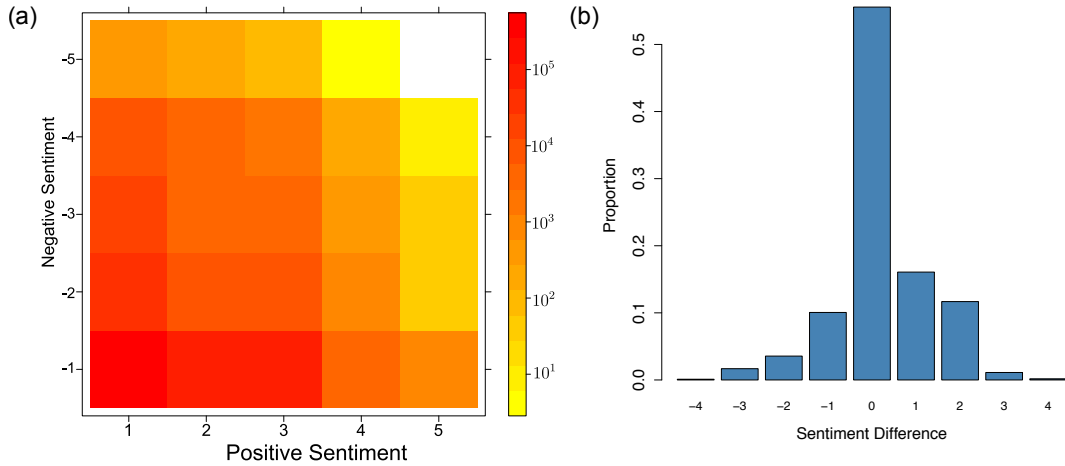 (a)
Negative Sentiment
-5
-4
-3
-2
-1
1 2 3 4 5
Positive Sentiment
10^5
10^4
10^3
10^2
10^1
(b)
Proportion
0.5
0.4
0.3
0.2
0.1
0.0
−4 −3 −2 −1 0 1 2 3 4
Sentiment Difference